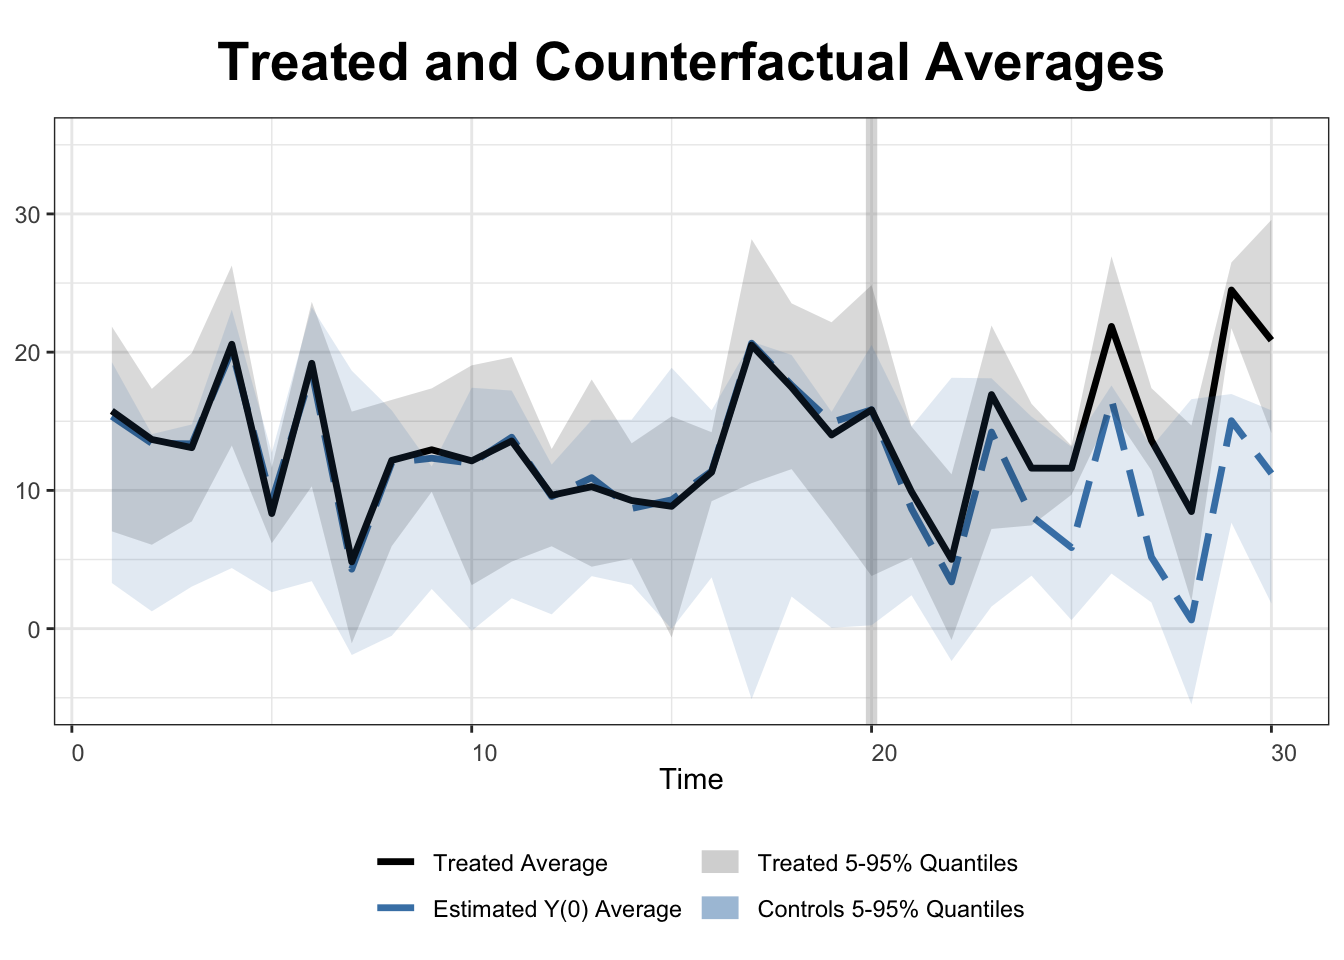 Treated and Counterfactual Averages
30
20
10
0
0 10 20 30
Time
Treated Average Treated 5-95% Quantiles
Estimated Y(0) Average Controls 5-95% Quantiles